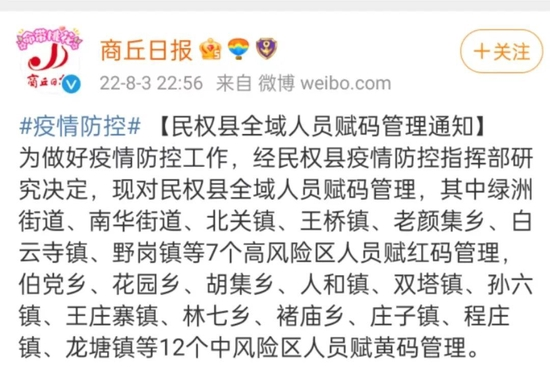 商丘日报
+关注
22-8-3 22:56 来自 微博 weibo.com
#疫情防控# 【民权县全域人员赋码管理通知】
为做好疫情防控工作，经民权县疫情防控指挥部研
究决定，现对民权县全域人员赋码管理，其中绿洲
街道、南华街道、北关镇、王桥镇、老颜集乡、白
云寺镇、野岗镇等7个高风险区人员赋红码管理，
伯党乡、花园乡、胡集乡、人和镇、双塔镇、孙六
镇、王庄寨镇、林七乡、褚庙乡、庄子镇、程庄
镇、龙塘镇等12个中风险区人员赋黄码管理。